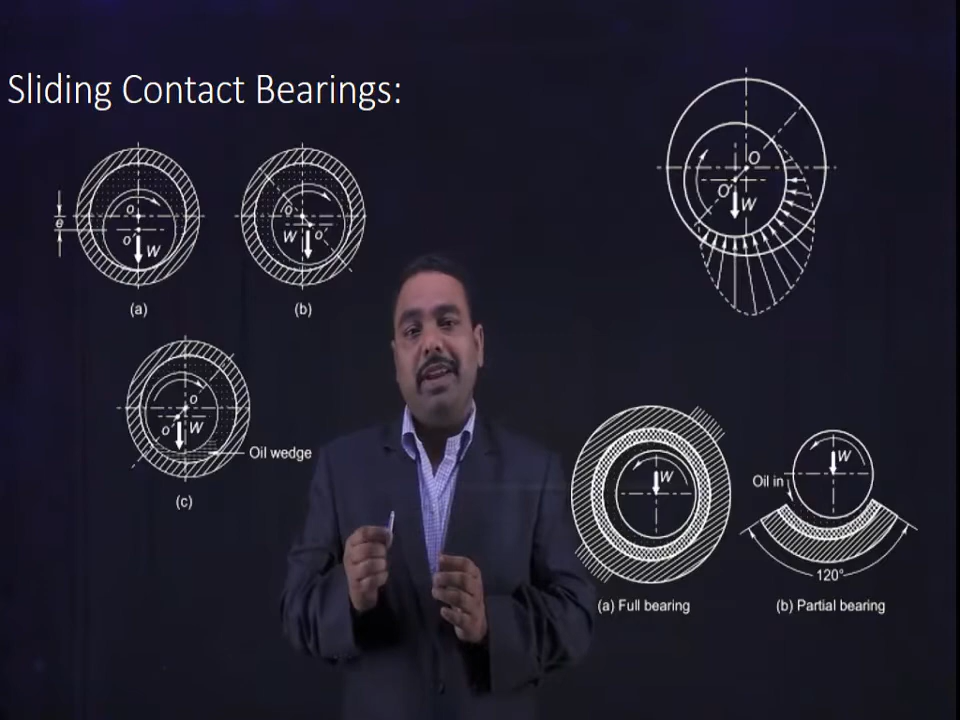 Sliding Contact Bearings:
O
e
O'
W
(a)
O
W
O'
(b)
O
O'
W
Oil wedge
(c)
O
O'
W
W
(a) Full bearing
W
Oil in
120°
(b) Partial bearing